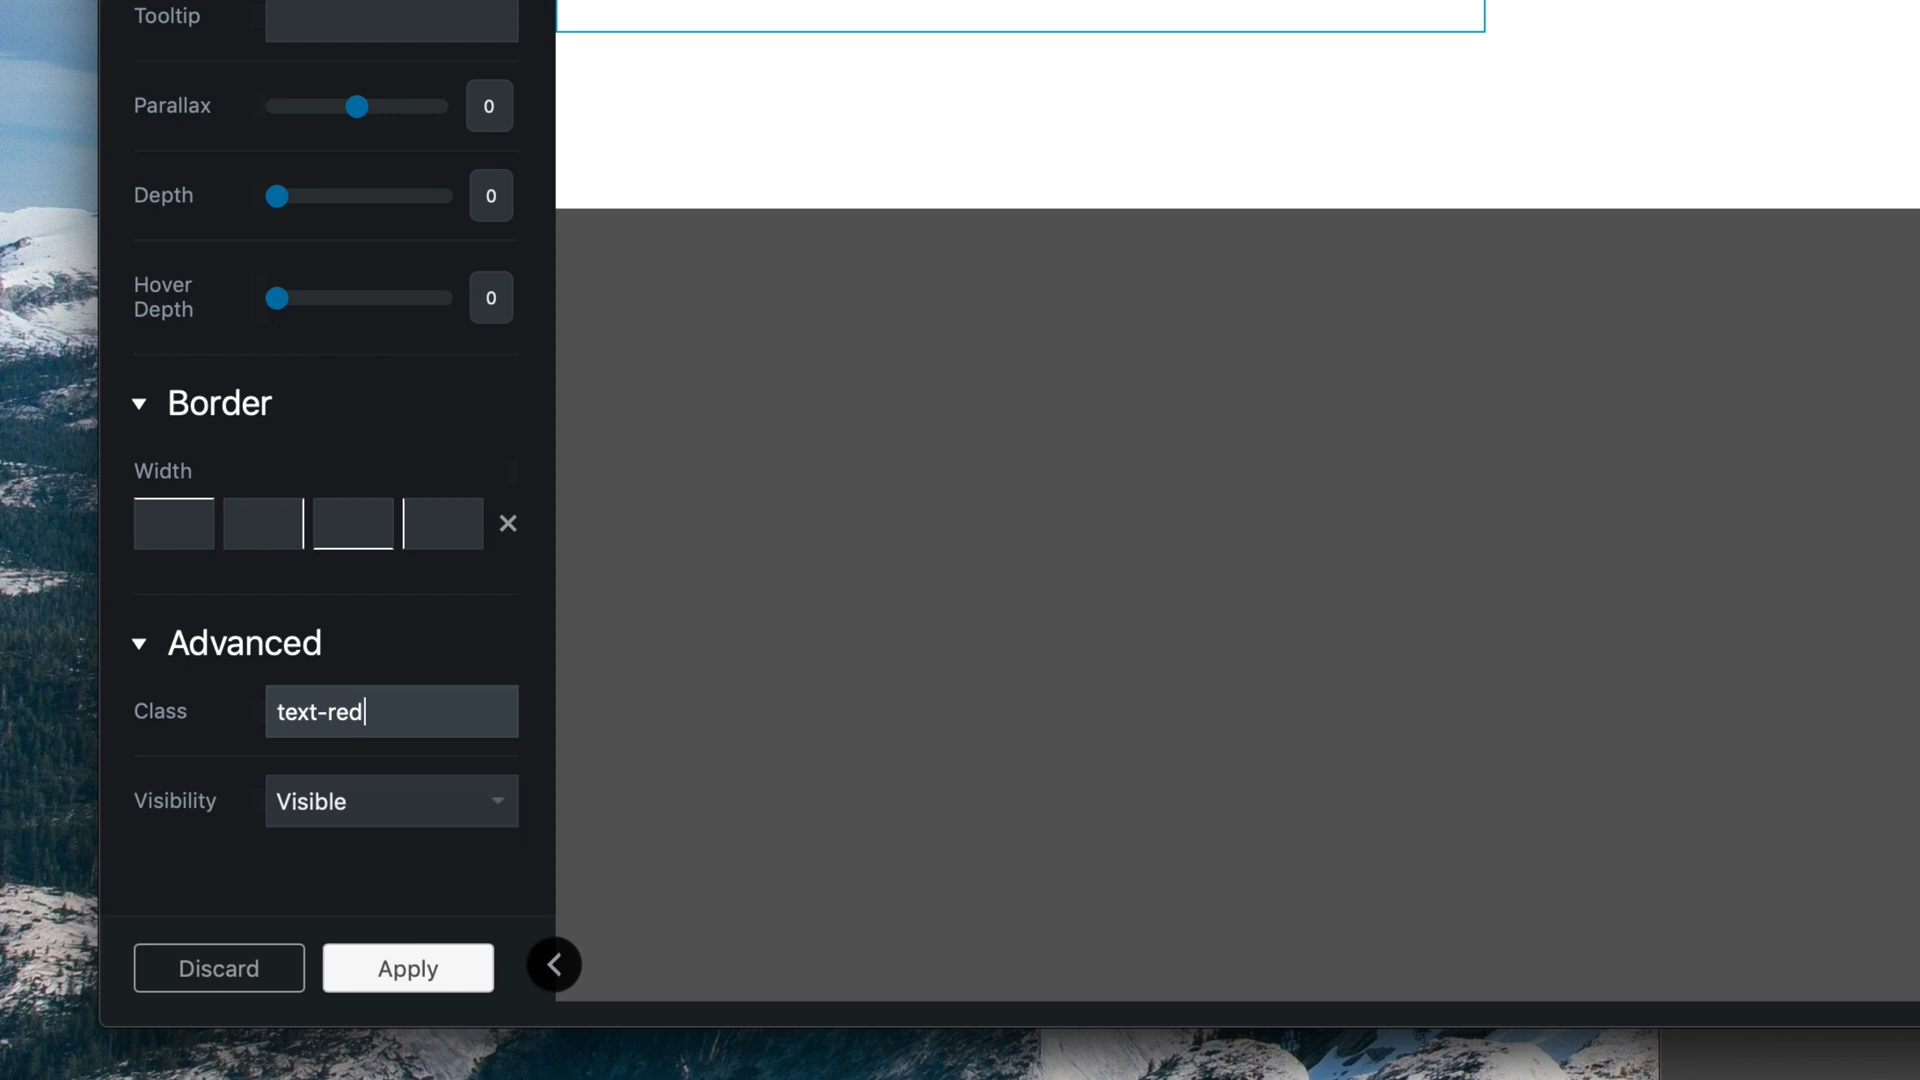 Tooltip
Parallax
0
Depth
0
Hover
Depth
0
Border
Width
Advanced
Class
text-red
Visibility
Visible
Discard
Apply